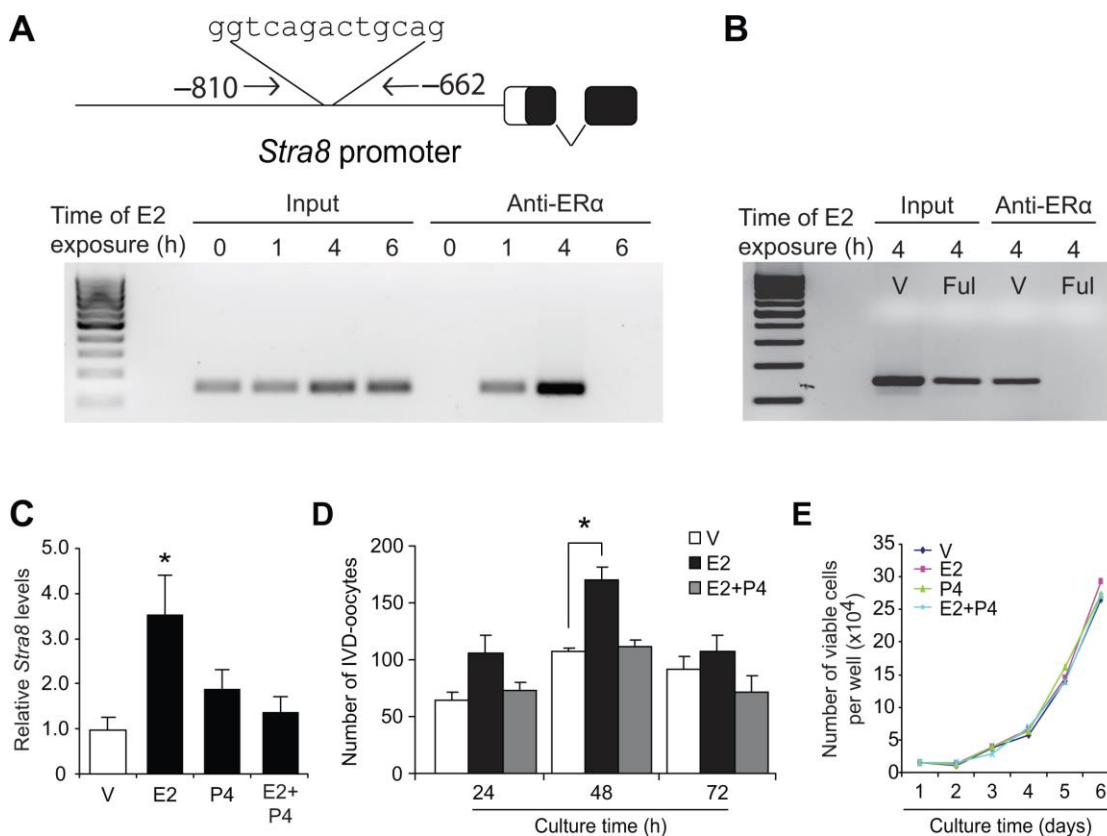 A
ggtcagactgcag
–810
–662
Stra8 promoter
Time of E2 exposure (h)
Input
Anti-ERα
0 1 4 6 0 1 4 6
B
Time of E2 exposure (h)
Input
Anti-ERα
4 4 4 4
V Ful V Ful
C
Relative Stra8 levels
5.0
4.0
3.0
2.0
1.0
0
*
V E2 P4 E2+
P4
D
Number of IVD-oocytes
200
150
100
50
0
*
V
E2
E2+P4
24 48 72
Culture time (h)
E
Number of viable cells
per well (x10⁴)
35
30
25
20
15
10
5
0
V
E2
P4
E2+P4
1 2 3 4 5 6
Culture time (days)